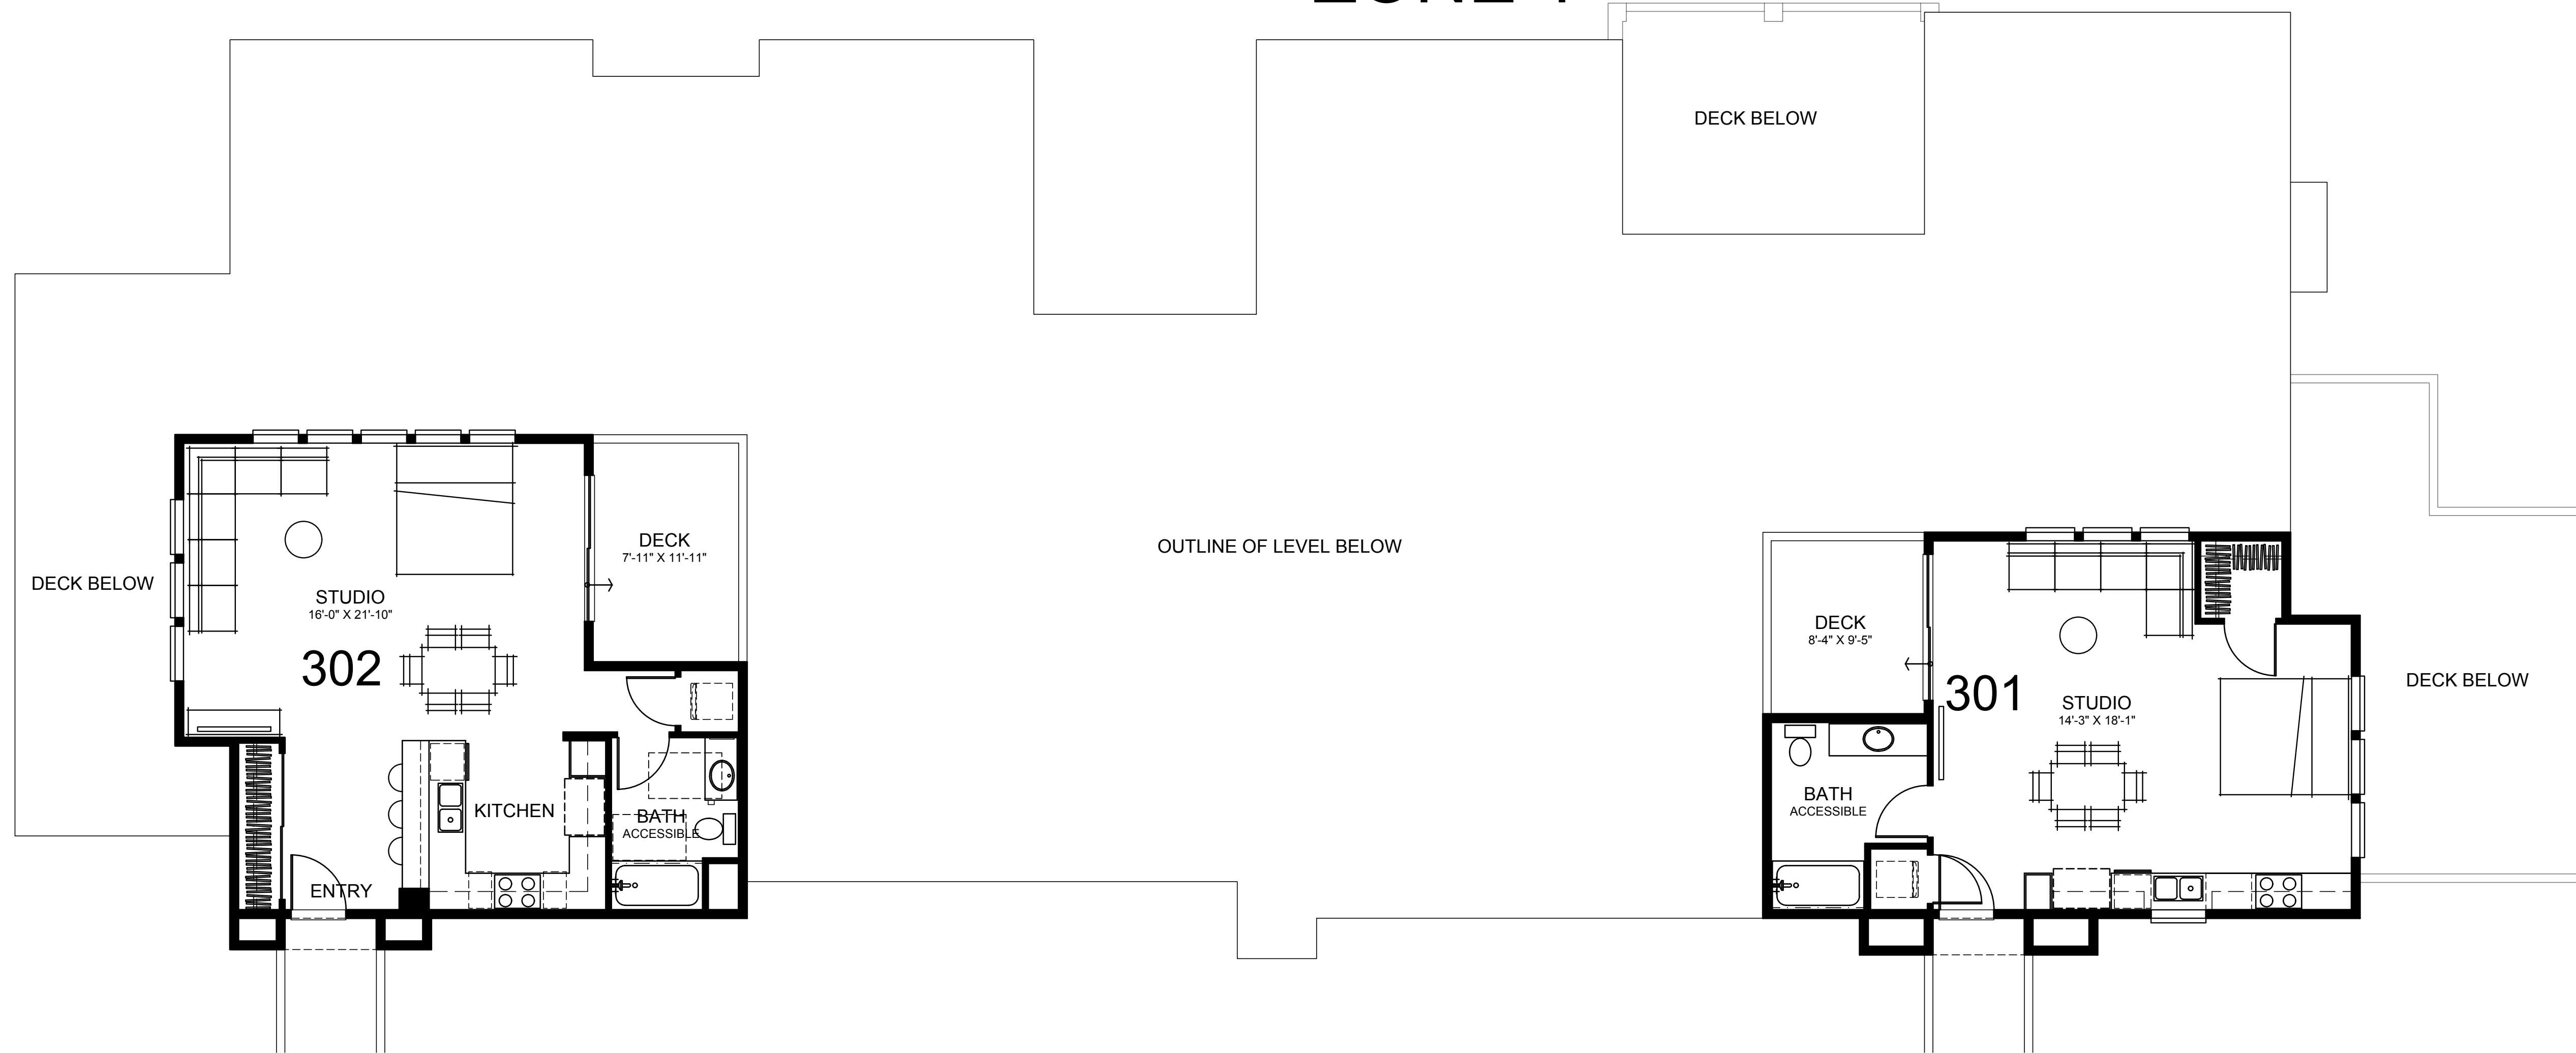 DECK BELOW
OUTLINE OF LEVEL BELOW
DECK BELOW
DECK
7'-11" X 11'-11"
STUDIO
16'-0" X 21'-10"
302
KITCHEN
BATH
ACCESSIBLE
ENTRY
DECK
8'-4" X 9'-5"
301
STUDIO
14'-3" X 18'-1"
BATH
ACCESSIBLE
DECK BELOW